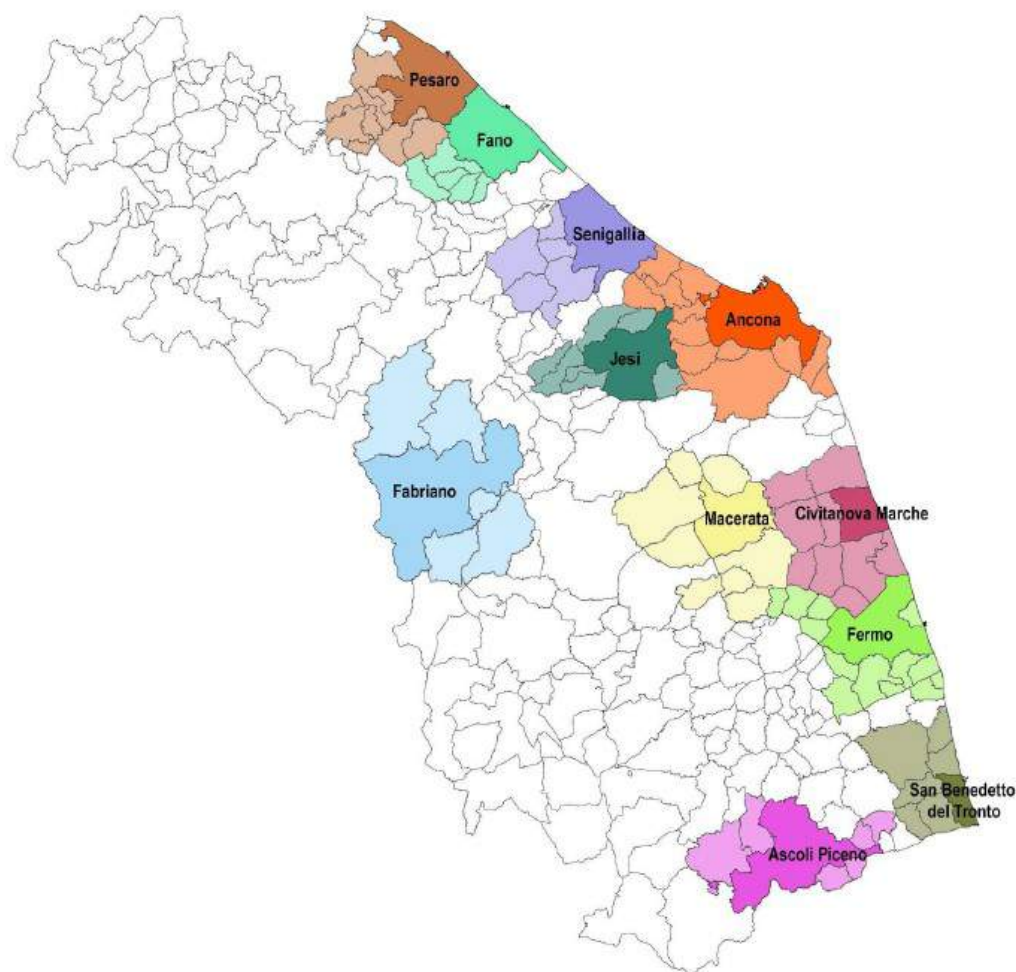 Pesaro
Fano
Senigallia
Ancona
Jesi
Fabriano
Macerata
Civitanova Marche
Fermo
San Benedetto
del Tronto
Ascoli Piceno